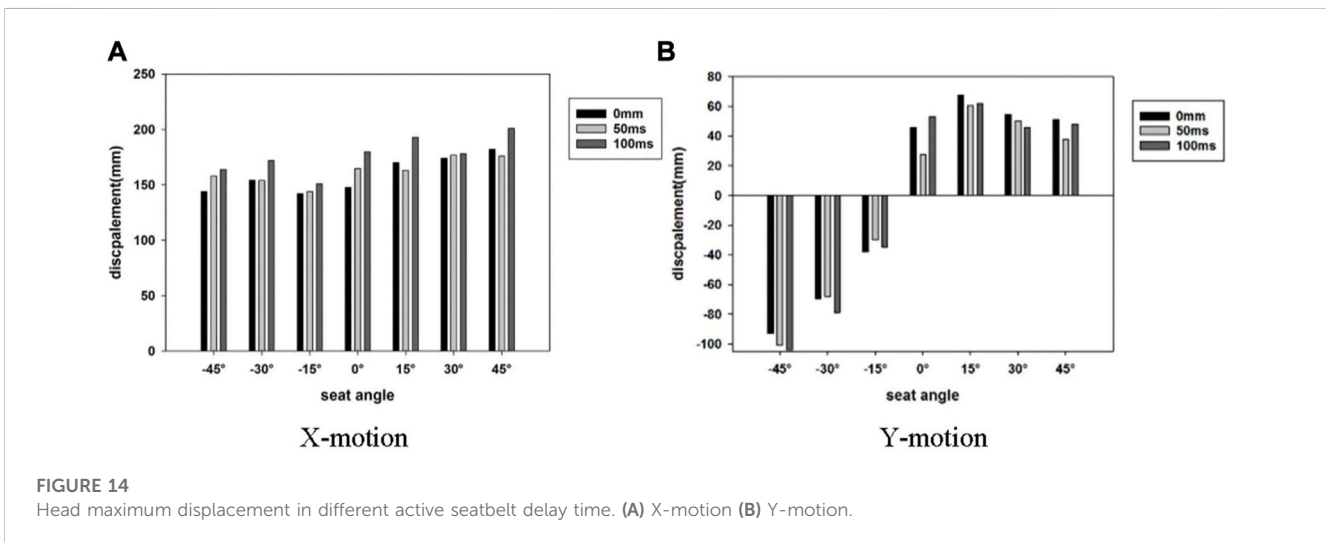 A
250
200
150
100
50
0
discpalement(mm)
-45° -30° -15° 0° 15° 30° 45°
seat angle
0mm
50ms
100ms
X-motion
B
80
60
40
20
0
-20
-40
-60
-80
-100
discpalement(mm)
-45° -30° -15° 0° 15° 30° 45°
seat angle
0mm
50ms
100ms
Y-motion
FIGURE 14
Head maximum displacement in different active seatbelt delay time. (A) X-motion (B) Y-motion.